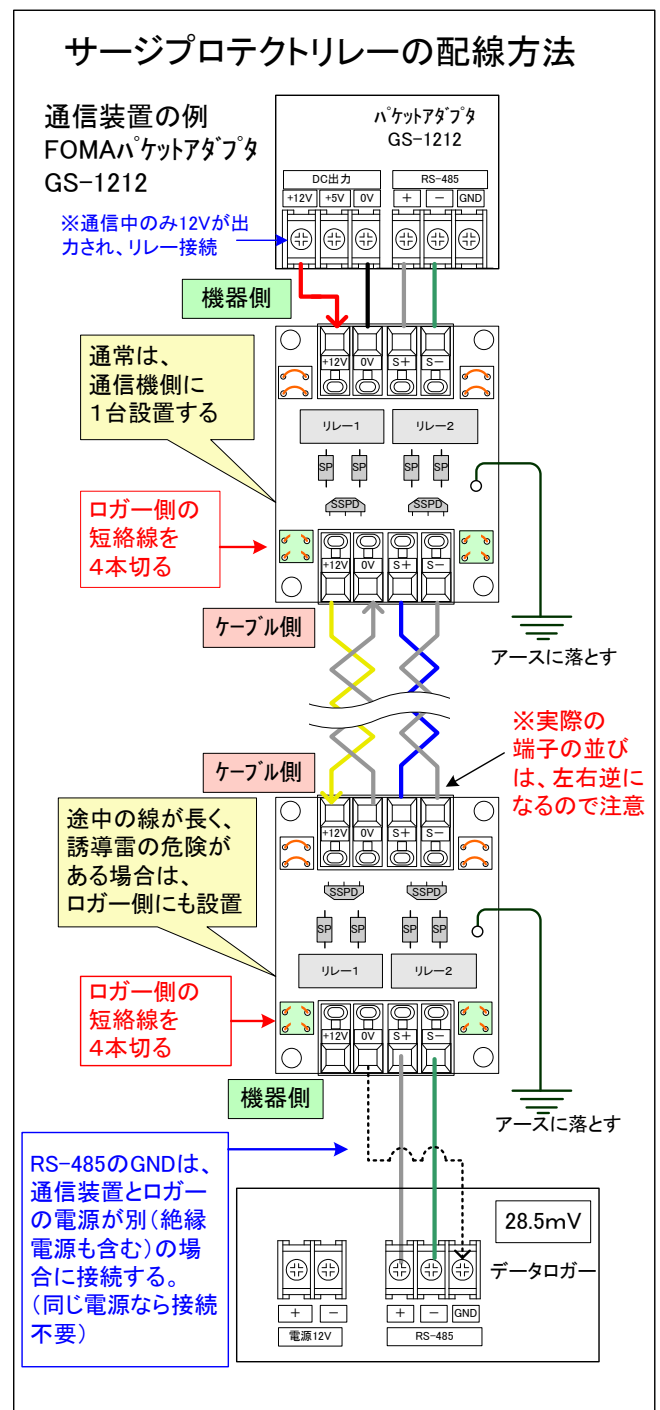 サージプロテクトリレーの配線方法
通信装置の例
FOMAパケットアダプタ
GS-1212
パケットアダプタ
GS-1212
DC出力
RS-485
+12V
+5V
0V
+
-
GND
※通信中のみ12Vが出
力され、リレー接続
機器側
通常は、
通信機側に
1台設置する
+12V
0V
S+
S-
リレー1
リレー2
SP
SP
SP
SP
SSPD
SSPD
ロガー側の
短絡線を
4本切る
+12V
0V
S+
S-
ケーブル側
アースに落とす
※実際の
端子の並び
は、左右逆に
なるので注意
ケーブル側
途中の線が長く、
誘導雷の危険が
ある場合は、
ロガー側にも設置
+12V
0V
S+
S-
SSPD
SSPD
SP
SP
SP
SP
リレー1
リレー2
ロガー側の
短絡線を
4本切る
+12V
0V
S+
S-
機器側
アースに落とす
RS-485のGNDは、
通信装置とロガー
の電源が別(絶縁
電源も含む)の場
合に接続する。
(同じ電源なら接続
不要)
28.5mV
データロガー
+
-
+
-
GND
電源12V
RS-485